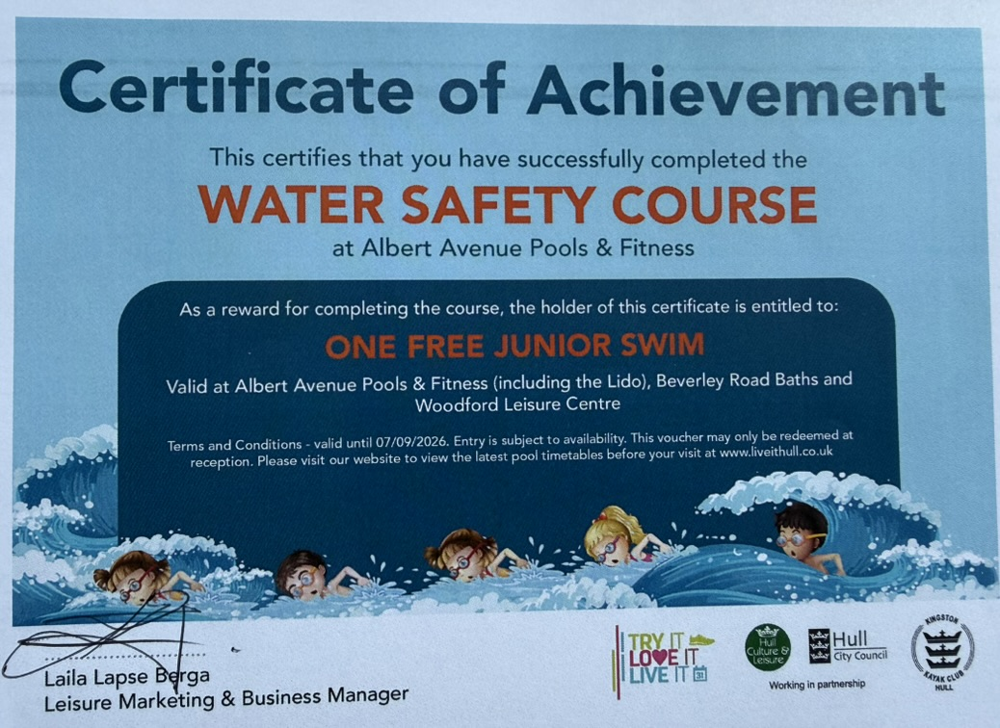 Certificate of Achievement
This certifies that you have successfully completed the
WATER SAFETY COURSE
at Albert Avenue Pools & Fitness
As a reward for completing the course, the holder of this certificate is entitled to:
ONE FREE JUNIOR SWIM
Valid at Albert Avenue Pools & Fitness (including the Lido), Beverley Road Baths and
Woodford Leisure Centre
Terms and Conditions - valid until 07/09/2026. Entry is subject to availability. This voucher may only be redeemed at
reception. Please visit our website to view the latest pool timetables before your visit at www.liveithull.co.uk
Laila Lapse Berga
Leisure Marketing & Business Manager
TRY IT
LOVE IT
LIVE IT 31
Hull
Culture &
Leisure
Hull
City Council
Working in partnership
KINGSTON
KAYAK CLUB
HULL